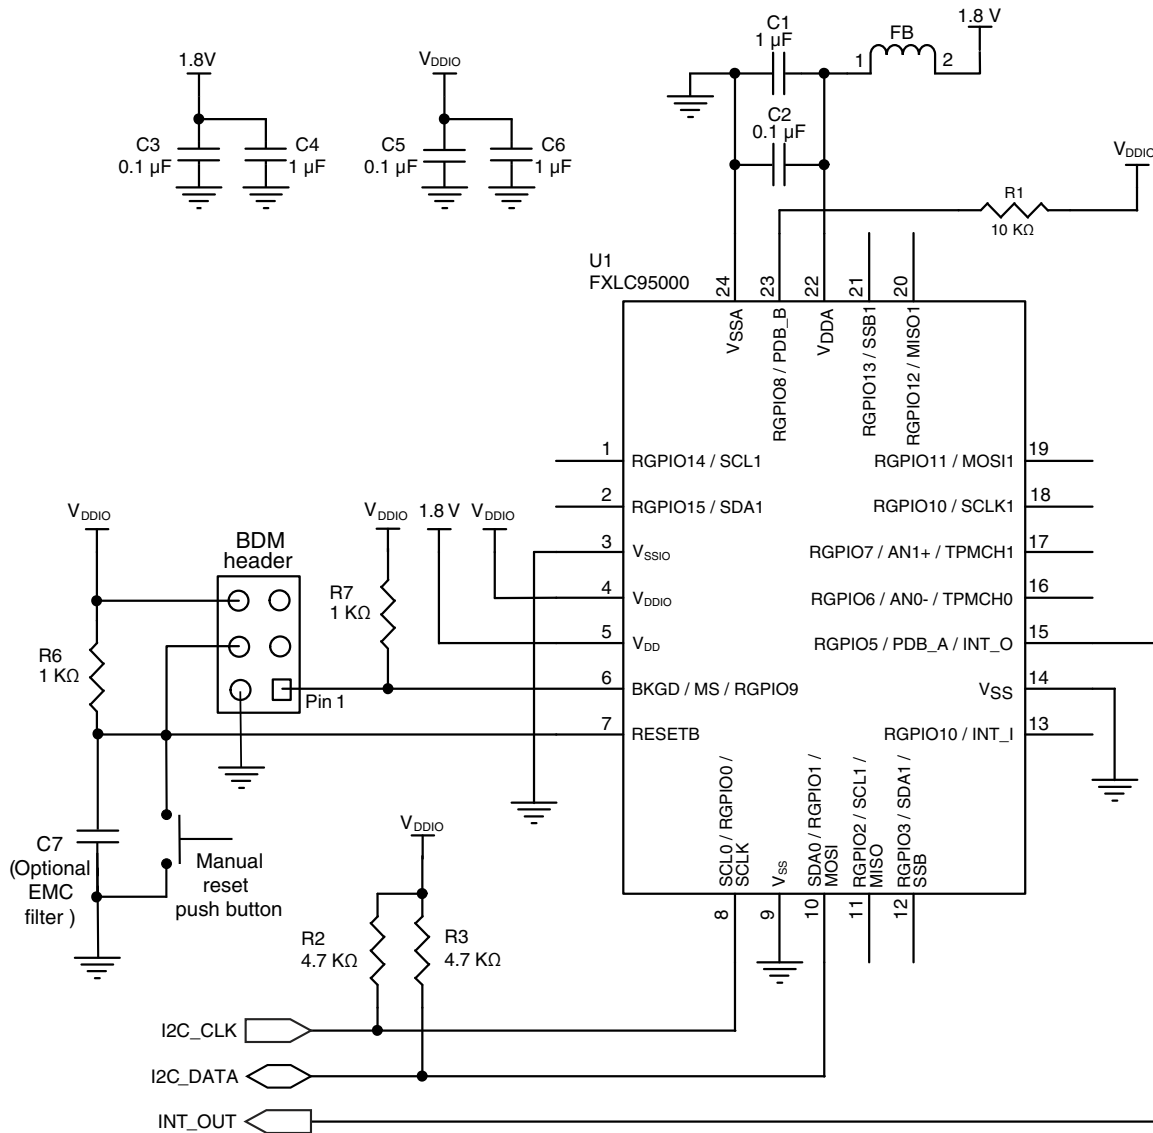 1.8V
C3
0.1 µF
C4
1 µF
VDDIO
C5
0.1 µF
C6
1 µF
C1
1 µF
C2
0.1 µF
1
FB
2
1.8 V
VDDIO
R1
10 KΩ
U1
FXLC95000
24
23
22
21
20
VSSA
RGPIO8 / PDB_B
VDDA
RGPIO13 / SSB1
RGPIO12 / MISO1
1
RGPIO14 / SCL1
2
RGPIO15 / SDA1
3
VSSIO
4
VDDIO
5
VDD
6
BKGD / MS / RGPIO9
7
RESETB
RGPIO11 / MOSI1
19
RGPIO10 / SCLK1
18
RGPIO7 / AN1+ / TPMCH1
17
RGPIO6 / AN0- / TPMCH0
16
RGPIO5 / PDB_A / INT_O
15
VSS
14
RGPIO10 / INT_I
13
SCL0 / RGPIO0 /
SCLK
VSS
SDA0 / RGPIO1 /
MOSI
RGPIO2 / SCL1 /
MISO
RGPIO3 / SDA1 /
SSB
8
9
10
11
12
VDDIO
BDM
header
Pin 1
R6
1 KΩ
VDDIO
1.8 V
VDDIO
R7
1 KΩ
C7
(Optional
EMC
filter )
Manual
reset
push button
VDDIO
R2
4.7 KΩ
R3
4.7 KΩ
I2C_CLK
I2C_DATA
INT_OUT